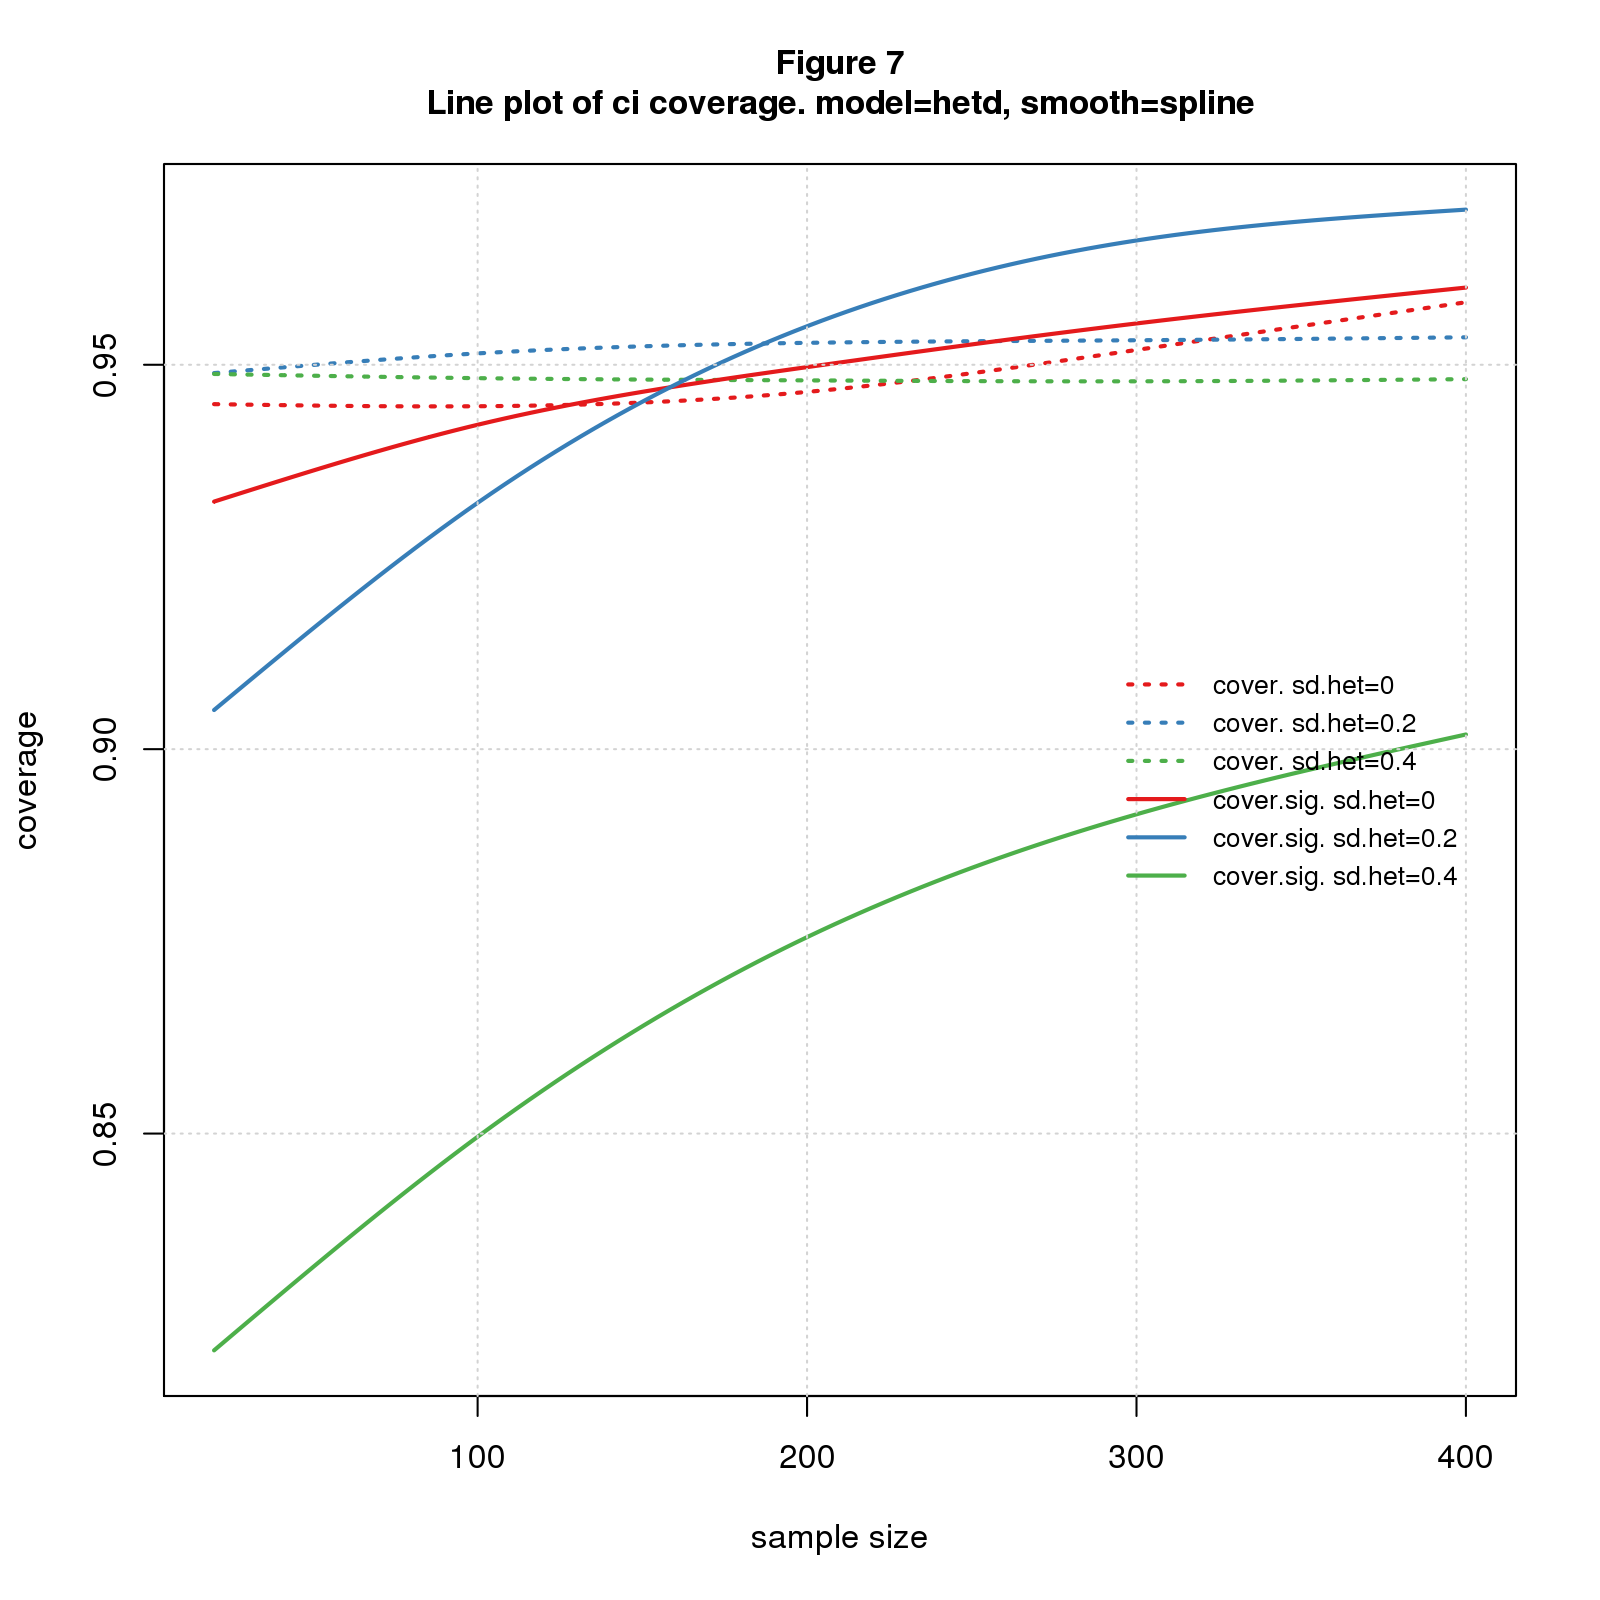 Figure 7
Line plot of ci coverage. model=hetd, smooth=spline
coverage
0.95
0.90
0.85
cover. sd.het=0
cover. sd.het=0.2
cover. sd.het=0.4
cover.sig. sd.het=0
cover.sig. sd.het=0.2
cover.sig. sd.het=0.4
100 200 300 400
sample size